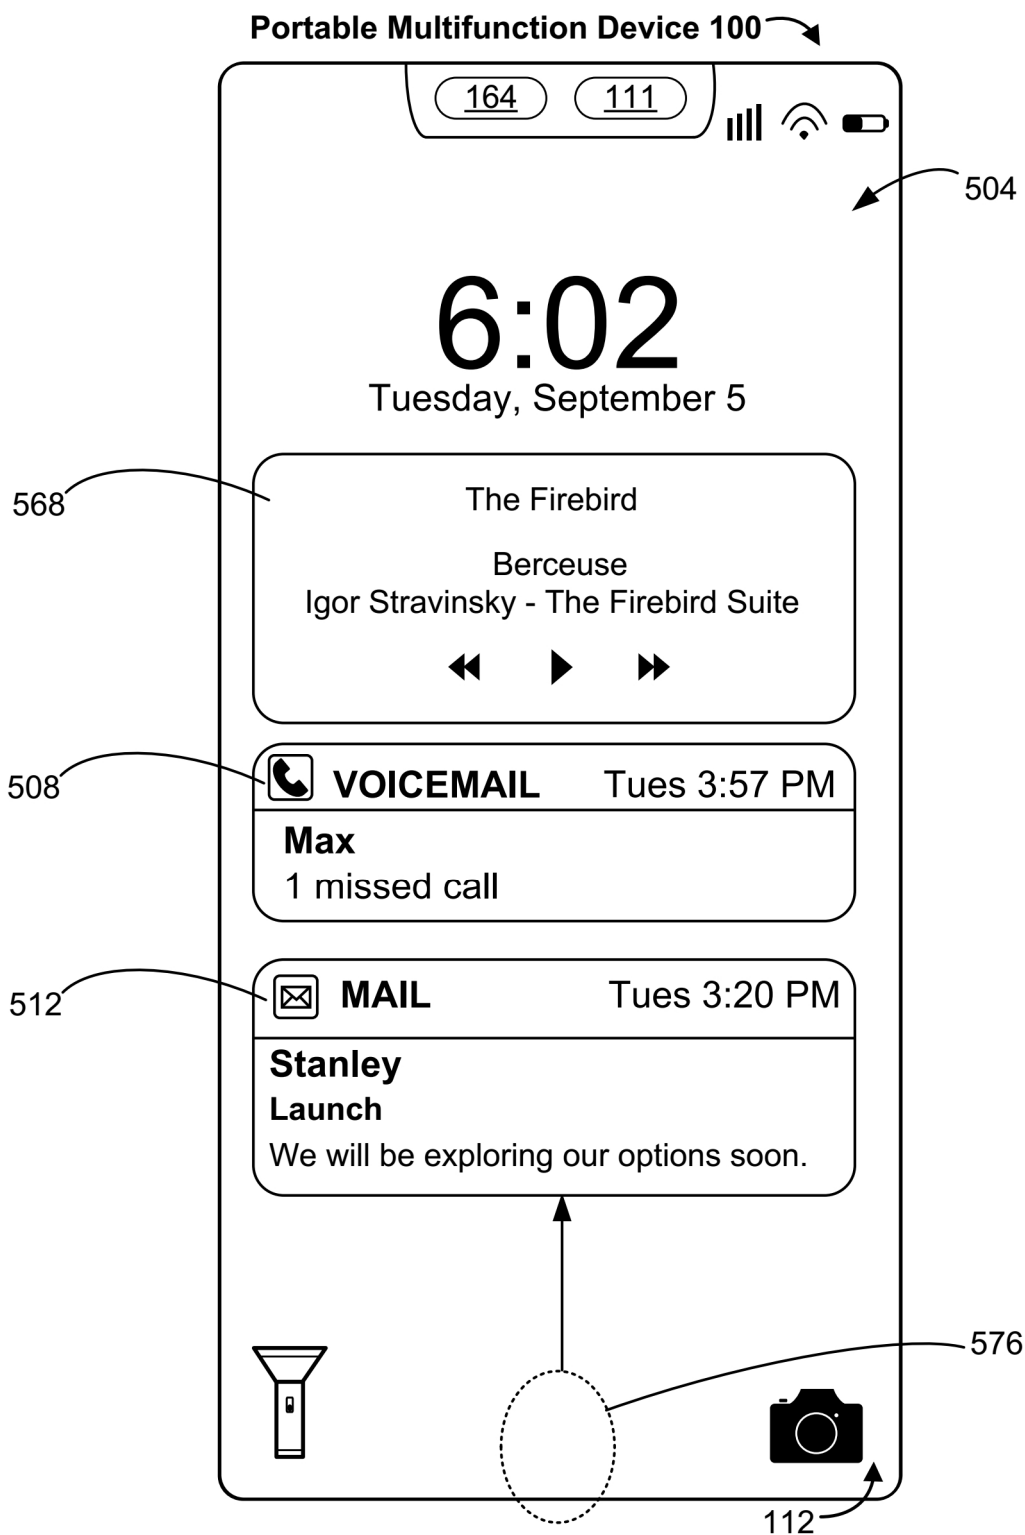 Portable Multifunction Device 100
164 111
504
6:02
Tuesday, September 5
568
The Firebird
Berceuse
Igor Stravinsky - The Firebird Suite
508
VOICEMAIL Tues 3:57 PM
Max
1 missed call
512
MAIL Tues 3:20 PM
Stanley
Launch
We will be exploring our options soon.
576
112